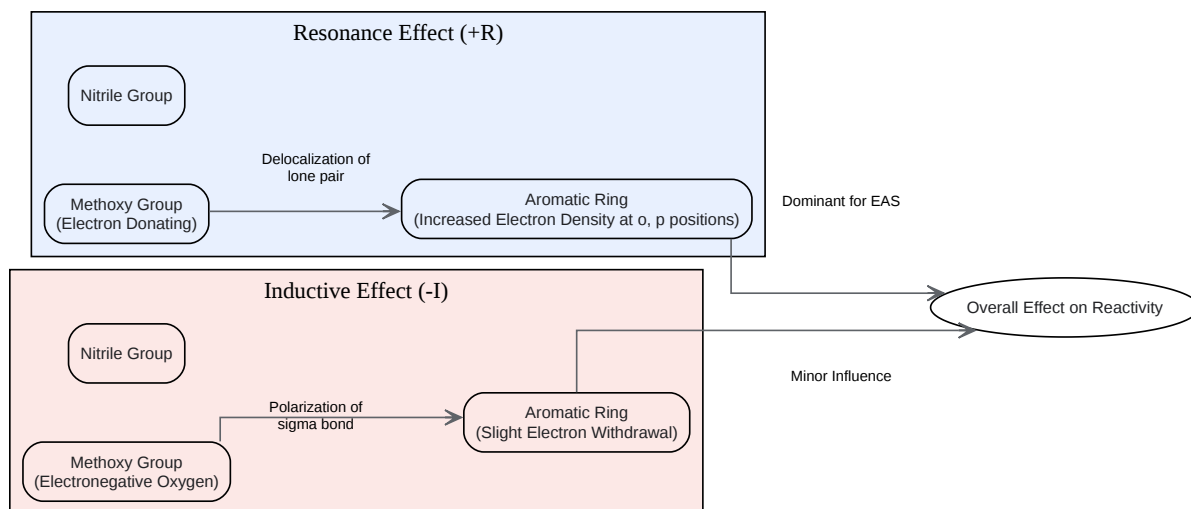 Resonance Effect (+R)
Nitrile Group
Delocalization of
lone pair
Methoxy Group
(Electron Donating)
Aromatic Ring
(Increased Electron Density at o, p positions)
Dominant for EAS
Inductive Effect (-I)
Nitrile Group
Polarization of
sigma bond
Methoxy Group
(Electronegative Oxygen)
Aromatic Ring
(Slight Electron Withdrawal)
Overall Effect on Reactivity
Minor Influence